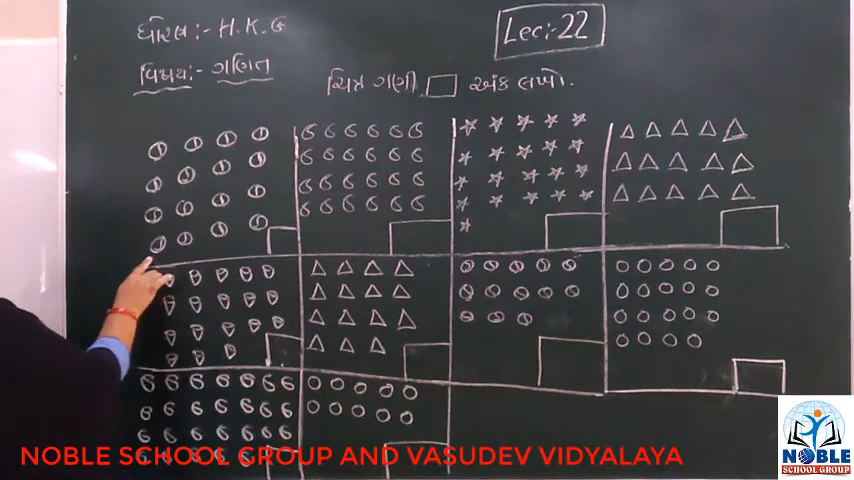 ધોરણ:- H.K.G
Lec:-22
વિષય:- ગણિત
ચિત્ર ગણી □ અંક લખો.
NOBLE SCHOOL GROUP AND VASUDEV VIDYALAYA
NOBLE
SCHOOL GROUP